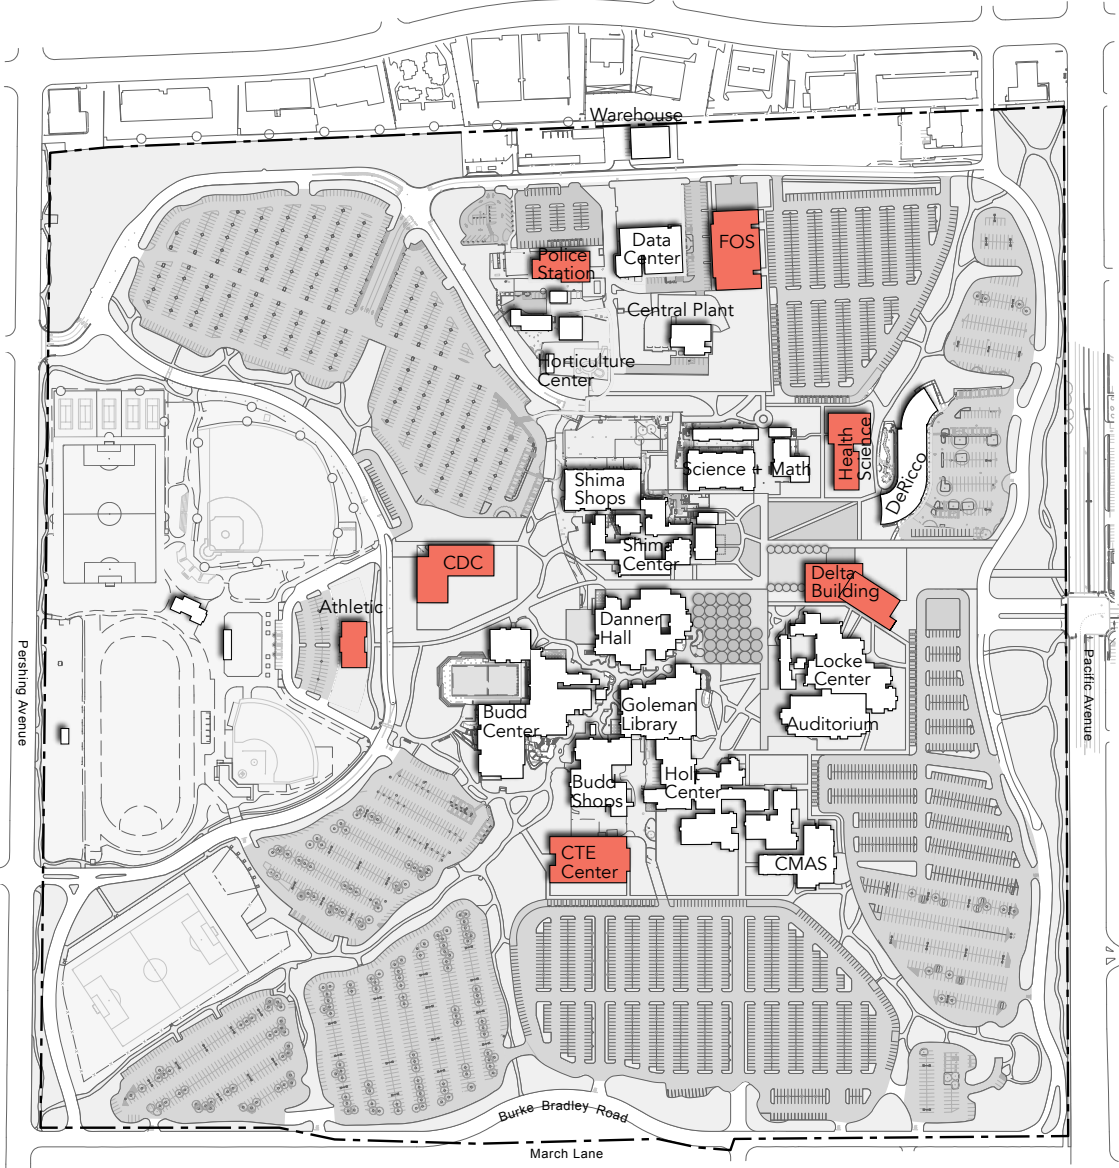 Warehouse
Data
Center
FOS
Police
Station
Central Plant
Horticulture
Center
Health
Science
DeRicco
Science + Math
Shima
Shops
Shima
Center
CDC
Delta
Building
Athletic
Danner
Hall
Locke
Center
Auditorium
Goleman
Library
Budd
Center
Holt
Center
Budd
Shops
CTE
Center
CMAS
Pershing Avenue
Pacific Avenue
Burke Bradley Road
March Lane